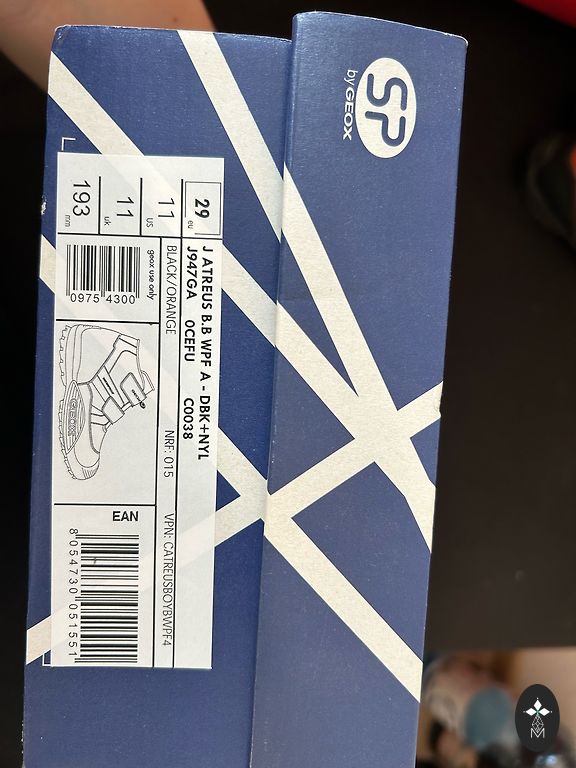 SP
by GEOX
29 eu
11 US
11 uk
193 mm
J ATREUS B.B WPF A - DBK+NYL
J947GA 0CEFU C0038
BLACK/ORANGE NRF: 015 VPN: CATREUSBOYBWPF4
geox use only
0975 4300
GEOX
EAN
8 054730 051551
M